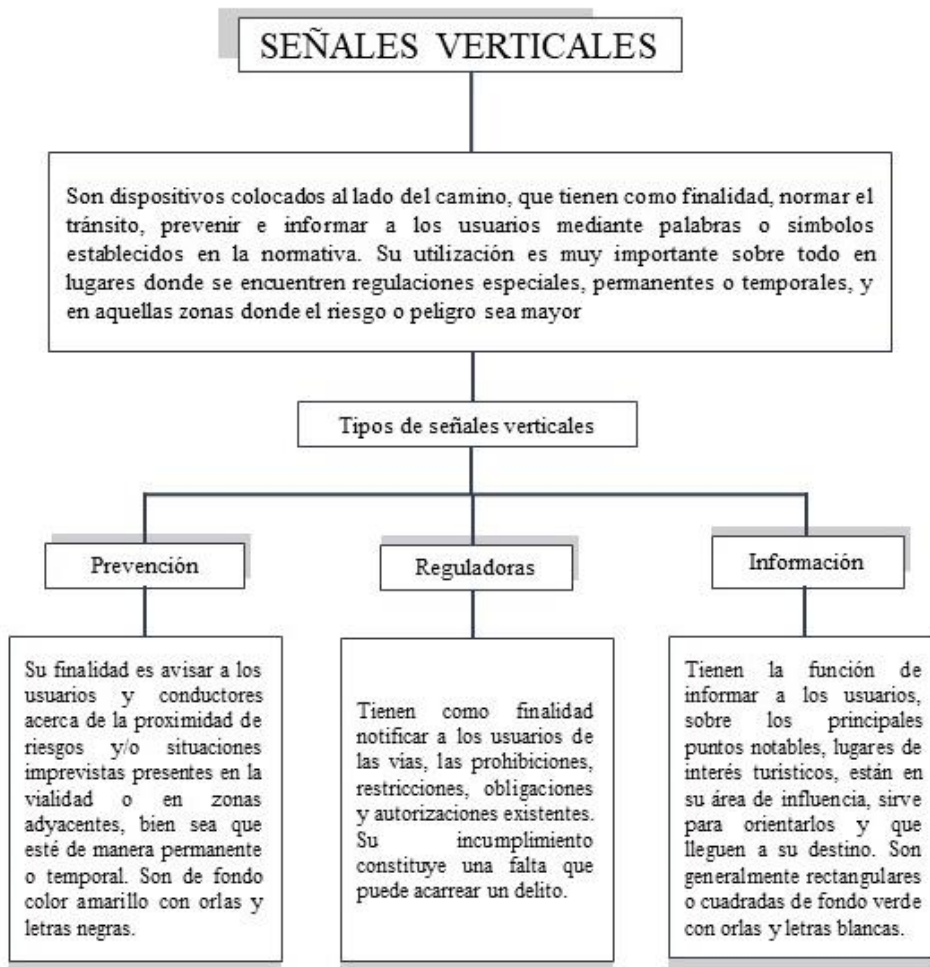 SEÑALES VERTICALES
Son dispositivos colocados al lado del camino, que tienen como finalidad, normar el
tránsito, prevenir e informar a los usuarios mediante palabras o símbolos
establecidos en la normativa. Su utilización es muy importante sobre todo en
lugares donde se encuentren regulaciones especiales, permanentes o temporales, y
en aquellas zonas donde el riesgo o peligro sea mayor
Tipos de señales verticales
Prevención
Su finalidad es avisar a los
usuarios y conductores
acerca de la proximidad de
riesgos y/o situaciones
imprevistas presentes en la
vialidad o en zonas
adyacentes, bien sea que
esté de manera permanente
o temporal. Son de fondo
color amarillo con orlas y
letras negras.
Reguladoras
Tienen como finalidad
notificar a los usuarios de
las vías, las prohibiciones,
restricciones, obligaciones
y autorizaciones existentes.
Su incumplimiento
constituye una falta que
puede acarrear un delito.
Información
Tienen la función de
informar a los usuarios,
sobre los principales
puntos notables, lugares de
interés turísticos, están en
su área de influencia, sirve
para orientarlos y que
lleguen a su destino. Son
generalmente rectangulares
o cuadradas de fondo verde
con orlas y letras blancas.